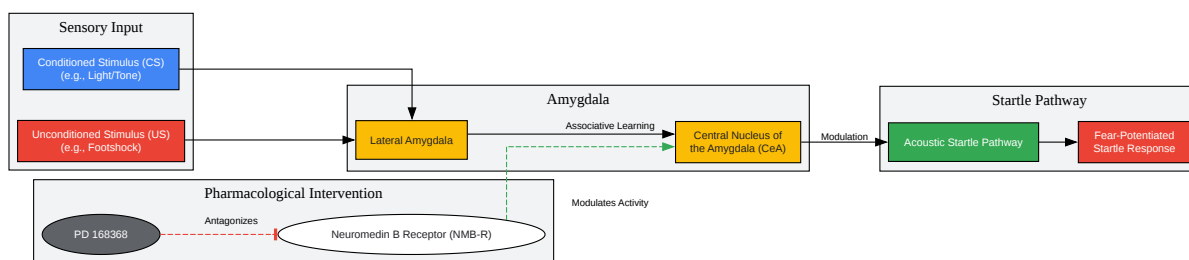 Sensory Input
Conditioned Stimulus (CS)
(e.g., Light/Tone)
Unconditioned Stimulus (US)
(e.g., Footshock)
Amygdala
Lateral Amygdala
Associative Learning
Central Nucleus of
the Amygdala (CeA)
Modulation
Startle Pathway
Acoustic Startle Pathway
Fear-Potentiated
Startle Response
Pharmacological Intervention
PD 168368
Antagonizes
Neuromedin B Receptor (NMB-R)
Modulates Activity